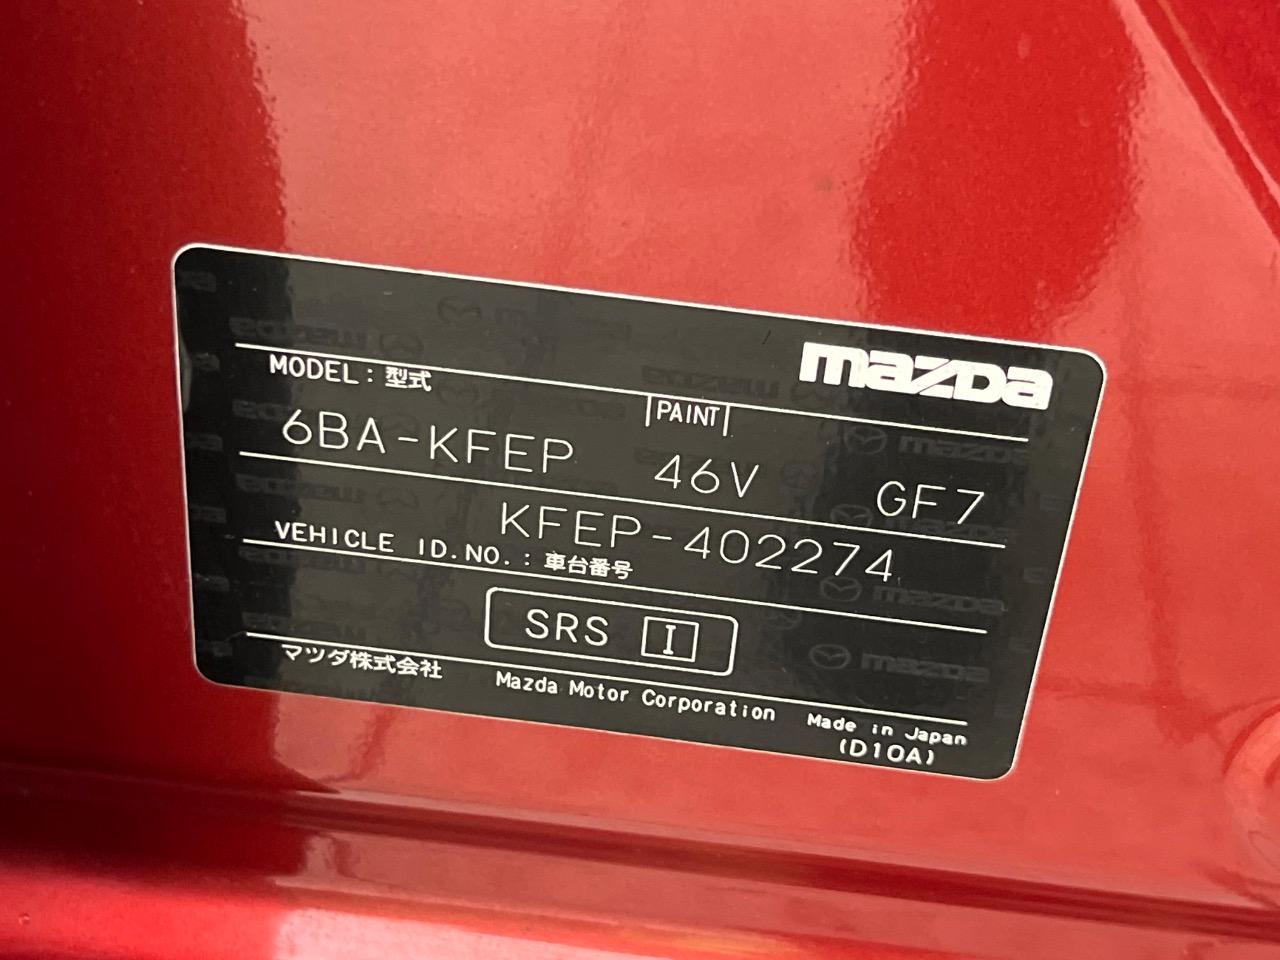 mazda
MODEL : 型式
PAINT
6BA-KFEP 46V GF7
KFEP-402274
VEHICLE ID.NO. : 車台番号
SRS I
マツダ株式会社 Mazda Motor Corporation Made in Japan
(D10A)